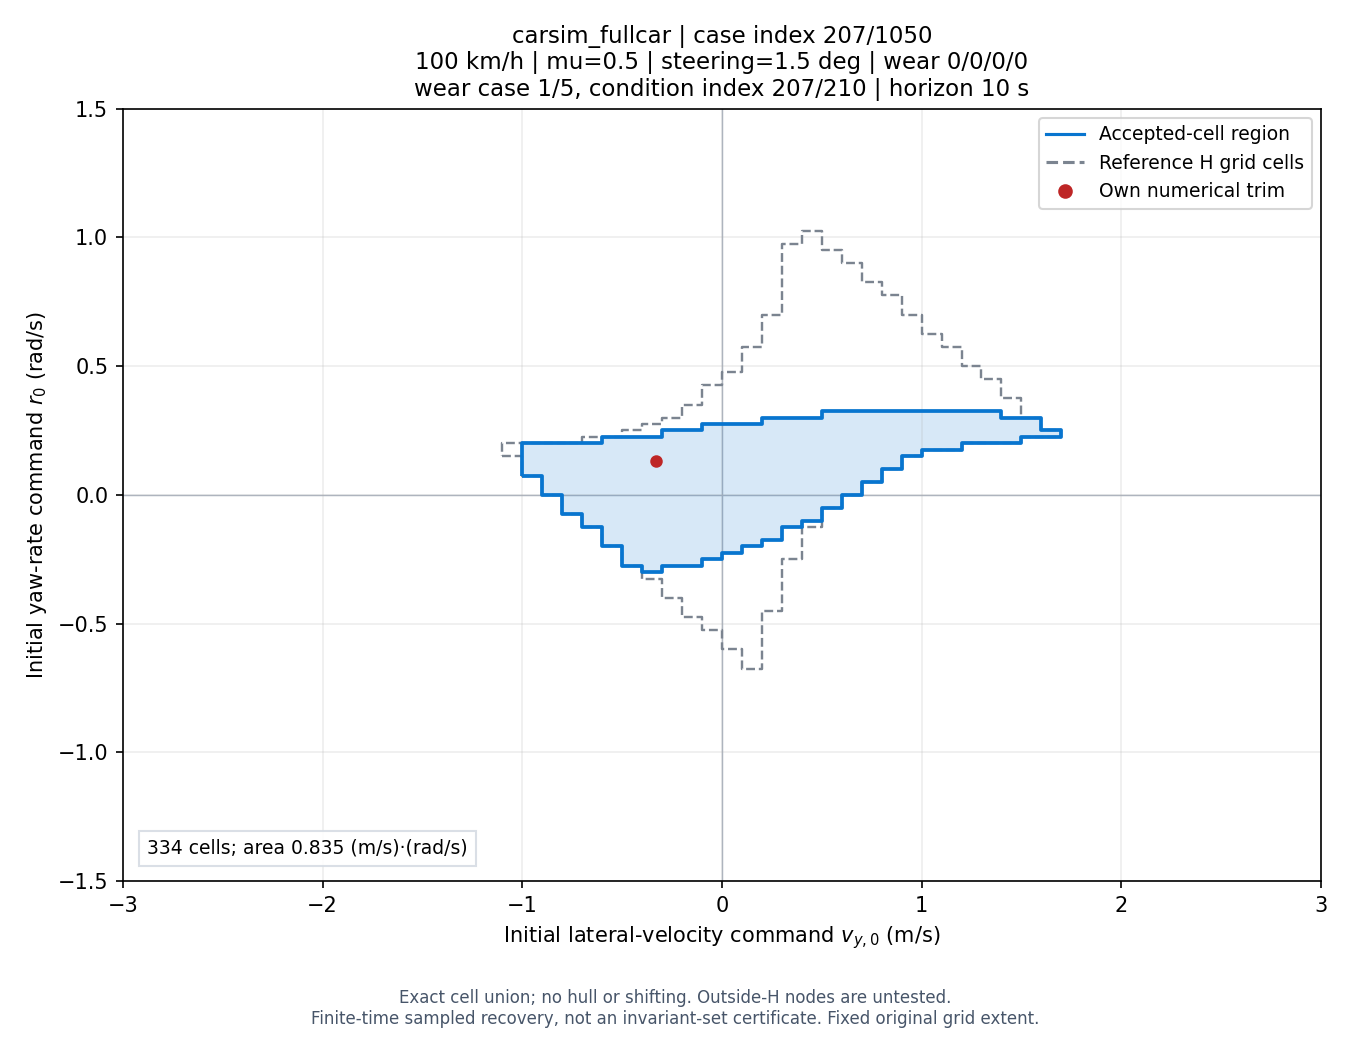 carsim_fullcar | case index 207/1050
100 km/h | mu=0.5 | steering=1.5 deg | wear 0/0/0/0
wear case 1/5, condition index 207/210 | horizon 10 s
Accepted-cell region
Reference H grid cells
Own numerical trim
1.5
1.0
0.5
0.0
−0.5
−1.0
−1.5
Initial yaw-rate command r0 (rad/s)
334 cells; area 0.835 (m/s)·(rad/s)
−3
−2
−1
0
1
2
3
Initial lateral-velocity command vy,0 (m/s)
Exact cell union; no hull or shifting. Outside-H nodes are untested.
Finite-time sampled recovery, not an invariant-set certificate. Fixed original grid extent.